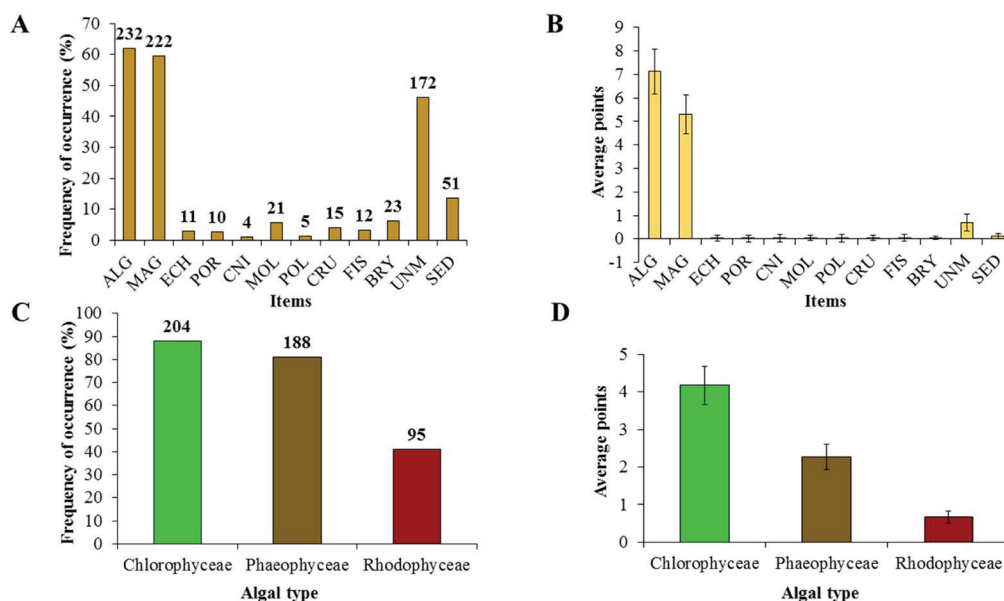 A
Frequency of occurrence (%)
70
60
50
40
30
20
10
0
232
222
11
10
4
21
5
15
12
23
172
51
ALG
MAG
ECH
POR
CNI
MOL
POL
CRU
FIS
BRY
UNM
SED
Items
B
Average points
9
8
7
6
5
4
3
2
1
0
-1
ALG
MAG
ECH
POR
CNI
MOL
POL
CRU
FIS
BRY
UNM
SED
Items
C
Frequency of occurrence (%)
100
90
80
70
60
50
40
30
20
10
0
204
188
95
Chlorophyceae
Phaeophyceae
Rhodophyceae
Algal type
D
Average points
5
4
3
2
1
0
Chlorophyceae
Phaeophyceae
Rhodophyceae
Algal type